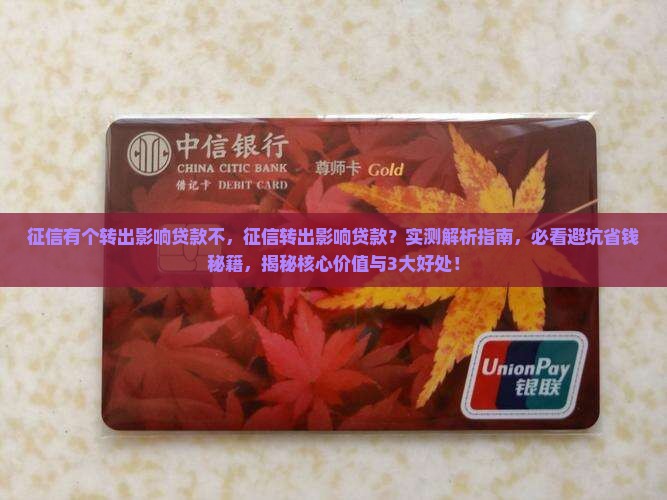 中信银行
CHINA CITIC BANK
借记卡 DEBIT CARD
尊师卡 Gold
征信有个转出影响贷款不，征信转出影响贷款？实测解析指南，必看避坑省钱
秘籍，揭秘核心价值与3大好处！
UnionPay
银联